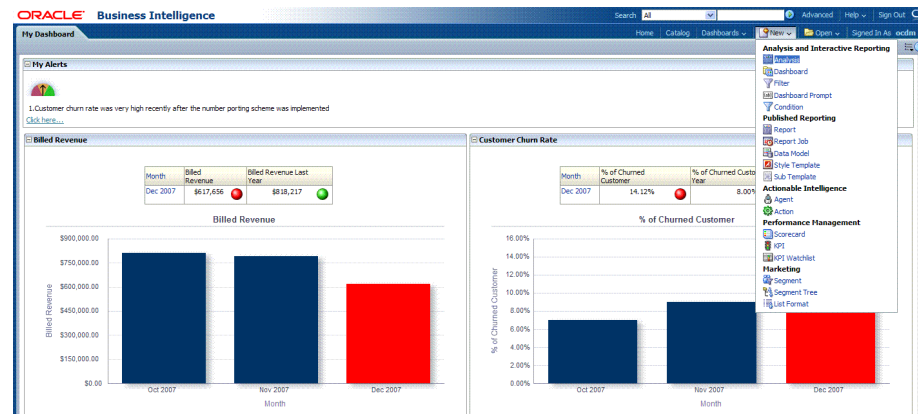 ORACLE Business Intelligence
Search All Advanced Help Sign Out
My Dashboard
Home Catalog Dashboards New Open Signed In As ocdm
My Alerts
1.Customer churn rate was very high recently after the number porting scheme was implemented
Click here...
Billed Revenue
Month Billed Revenue Billed Revenue Last Year
Dec 2007 $617,656 $818,217
Billed Revenue
$900,000.00
$750,000.00
$600,000.00
$450,000.00
$300,000.00
$150,000.00
$0.00
Billed Revenue
Oct 2007 Nov 2007 Dec 2007
Month
Customer Churn Rate
Month % of Churned Customer % of Churned Custo Year
Dec 2007 14.12% 8.00%
% of Churned Customer
16.00%
14.00%
12.00%
10.00%
8.00%
6.00%
4.00%
2.00%
0.00%
% of Churned Customer
Oct 2007 Nov 2007 Dec 2007
Month
Analysis and Interactive Reporting
Analysis
Dashboard
Filter
Dashboard Prompt
Condition
Published Reporting
Report
Report Job
Data Model
Style Template
Sub Template
Actionable Intelligence
Agent
Action
Performance Management
Scorecard
KPI
KPI Watchlist
Marketing
Segment
Segment Tree
List Format